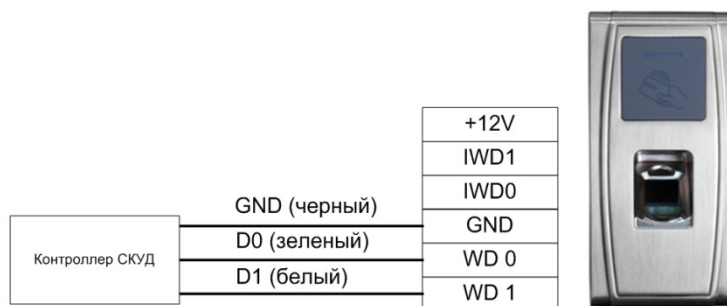 +12V
IWD1
IWD0
GND (черный)
GND
D0 (зеленый)
Контроллер СКУД
WD 0
D1 (белый)
WD 1